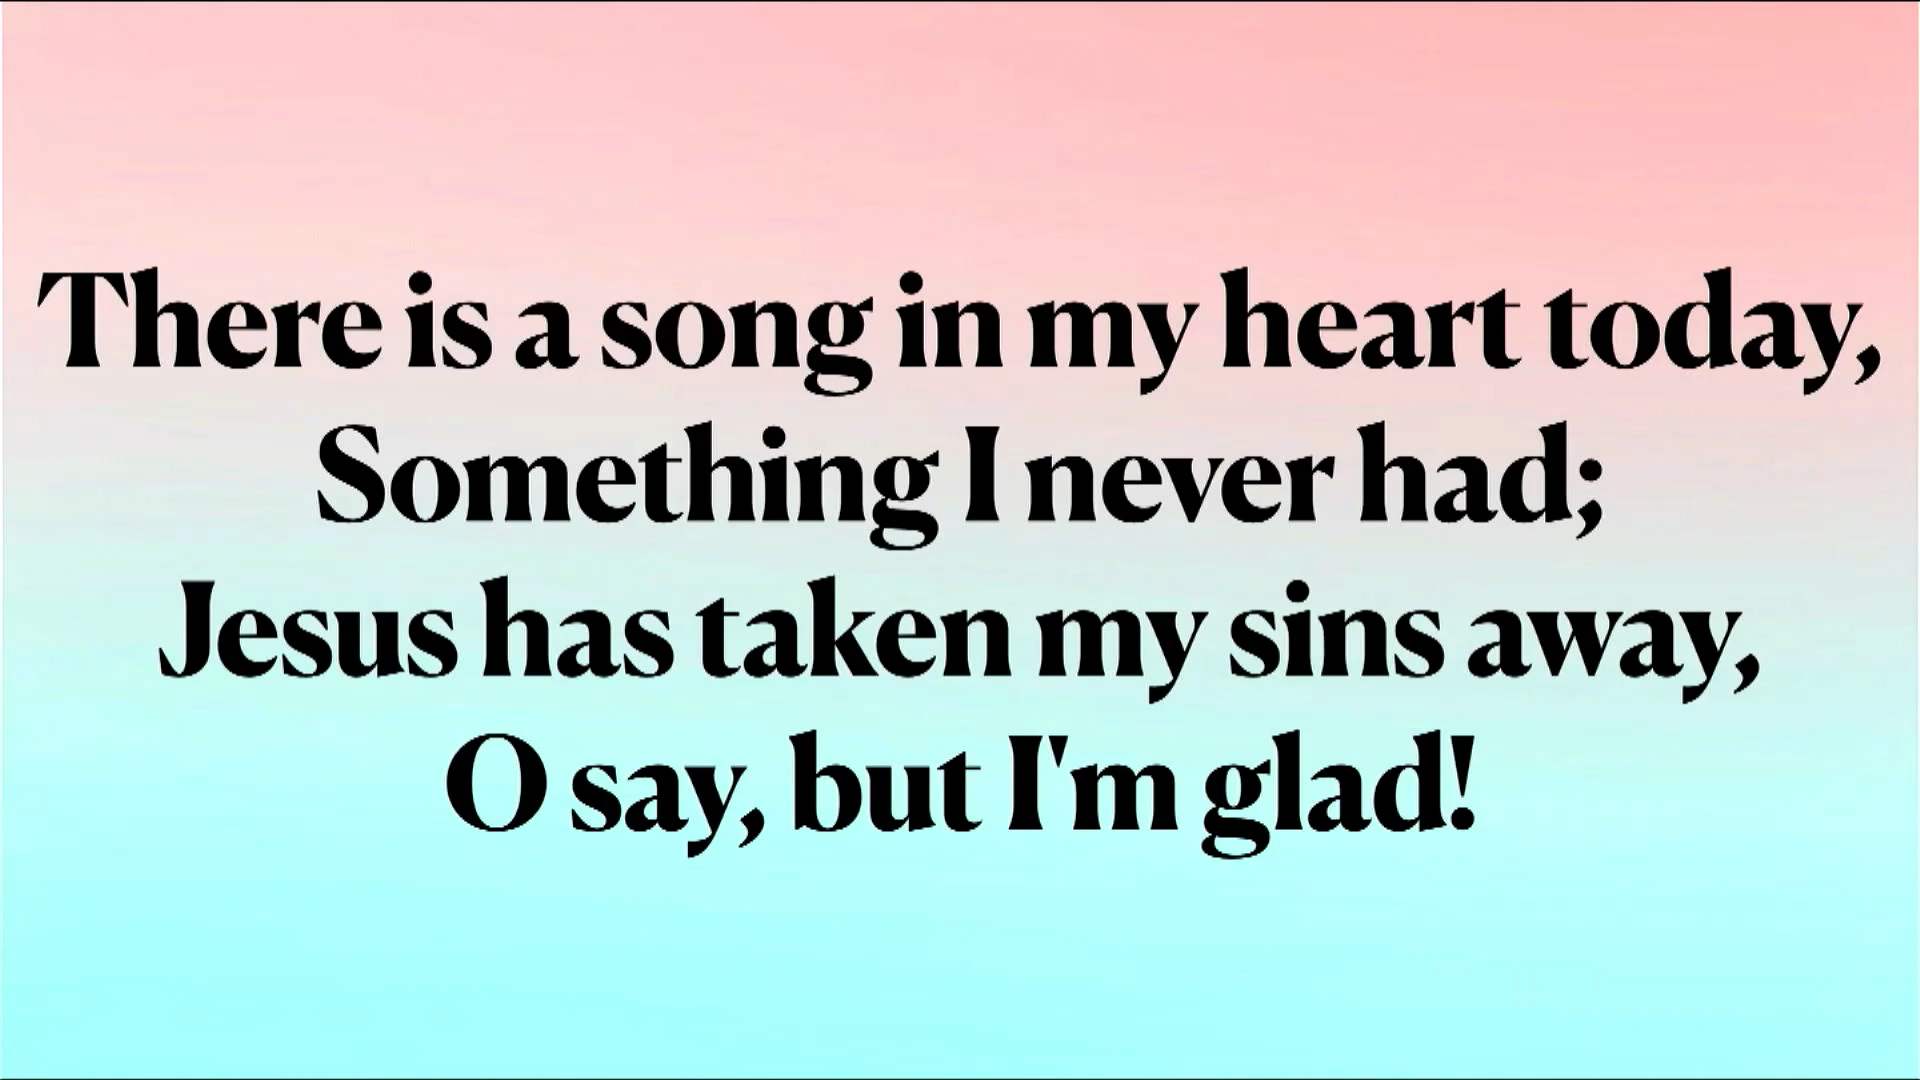 There is a song in my heart today,
Something I never had;
Jesus has taken my sins away,
O say, but I'm glad!